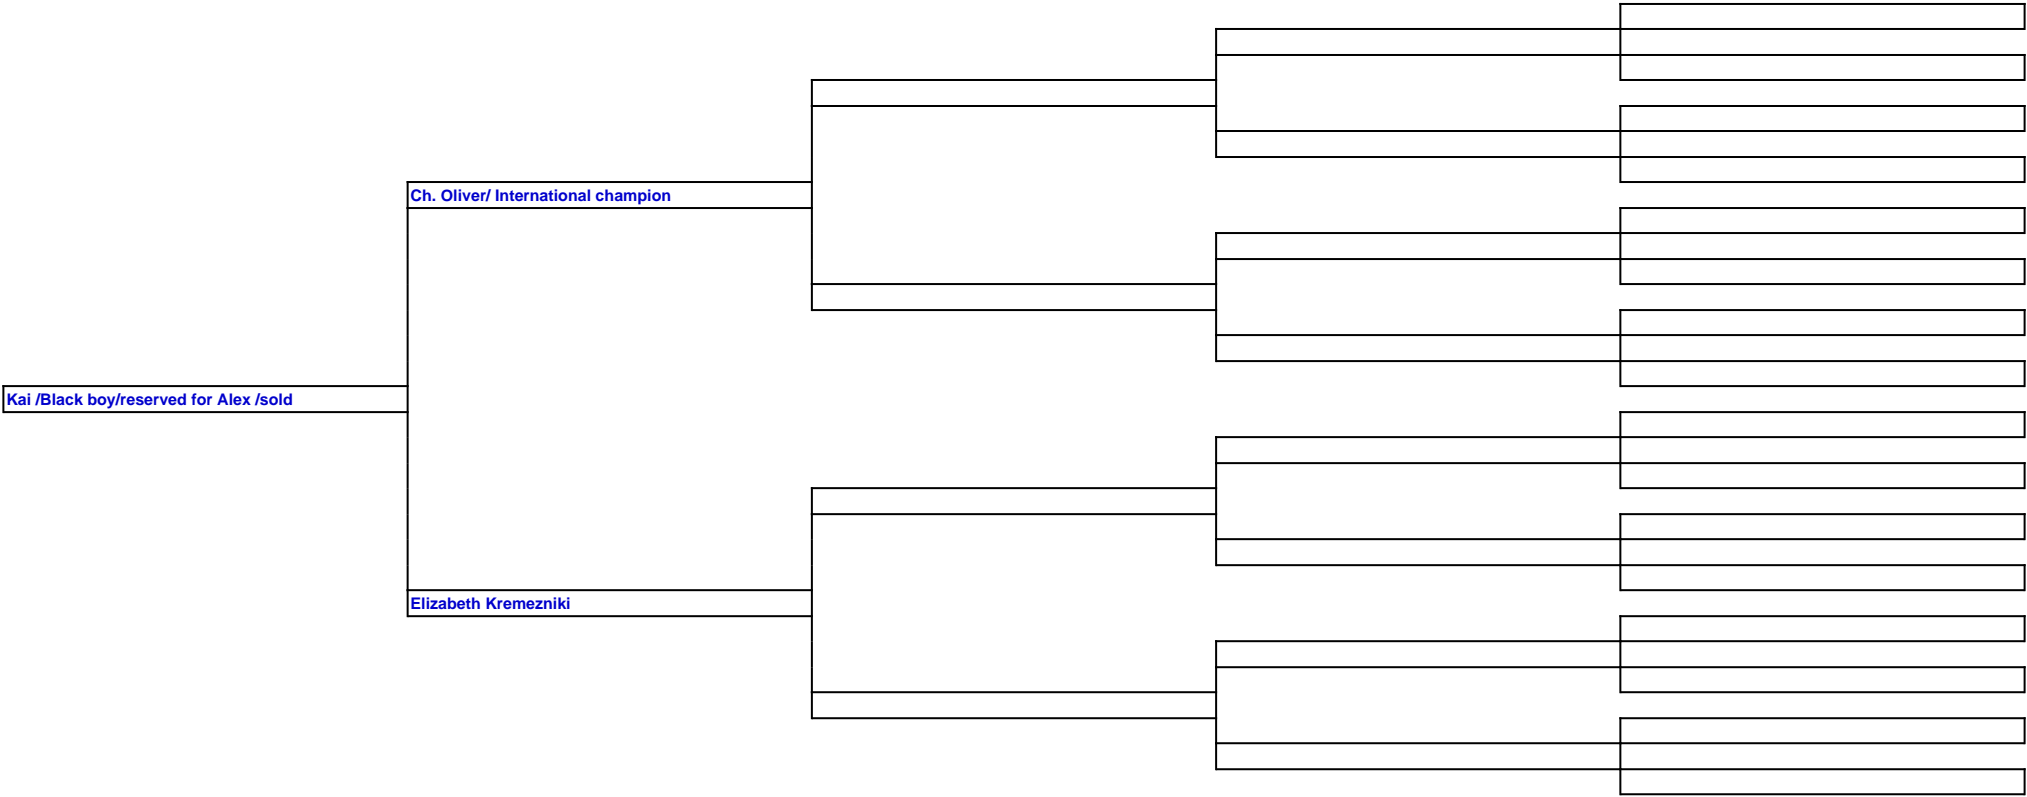 Ch. Oliver/ International champion
Kai /Black boy/reserved for Alex /sold
Elizabeth Kremezniki